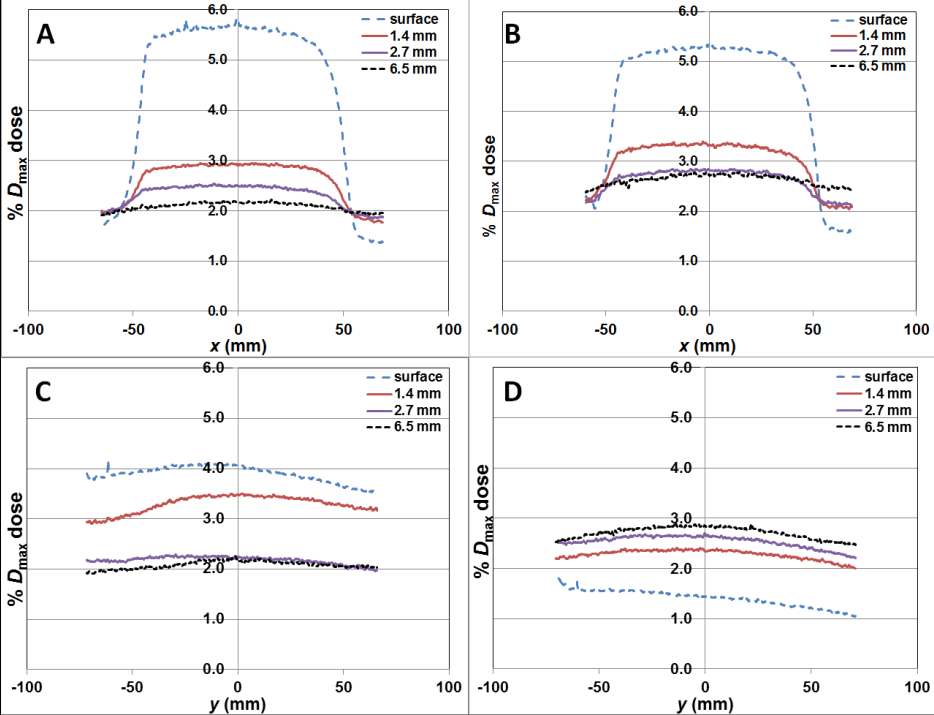 A
surface
1.4 mm
2.7 mm
6.5 mm
6.0
5.0
4.0
3.0
2.0
1.0
0.0
-100
-50
0
50
100
x (mm)
% Dmax dose
B
surface
1.4 mm
2.7 mm
6.5 mm
6.0
5.0
4.0
3.0
2.0
1.0
0.0
-100
-50
0
50
100
x (mm)
% Dmax dose
C
surface
1.4 mm
2.7 mm
6.5 mm
6.0
5.0
4.0
3.0
2.0
1.0
0.0
-100
-50
0
50
100
y (mm)
% Dmax dose
D
surface
1.4 mm
2.7 mm
6.5 mm
6.0
5.0
4.0
3.0
2.0
1.0
0.0
-100
-50
0
50
100
y (mm)
% Dmax dose